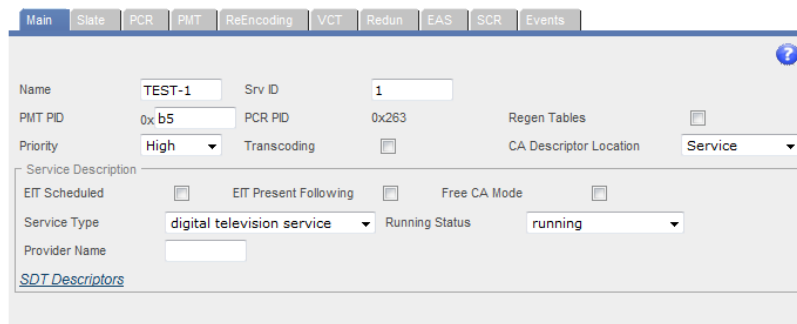 Main Slate PCR PMT ReEncoding VCT Redun EAS SCR Events
?
Name TEST-1 Srv ID 1
PMT PID 0x b5 PCR PID 0x263 Regen Tables
Priority High Transcoding CA Descriptor Location Service
Service Description
EIT Scheduled EIT Present Following Free CA Mode
Service Type digital television service Running Status running
Provider Name
SDT Descriptors